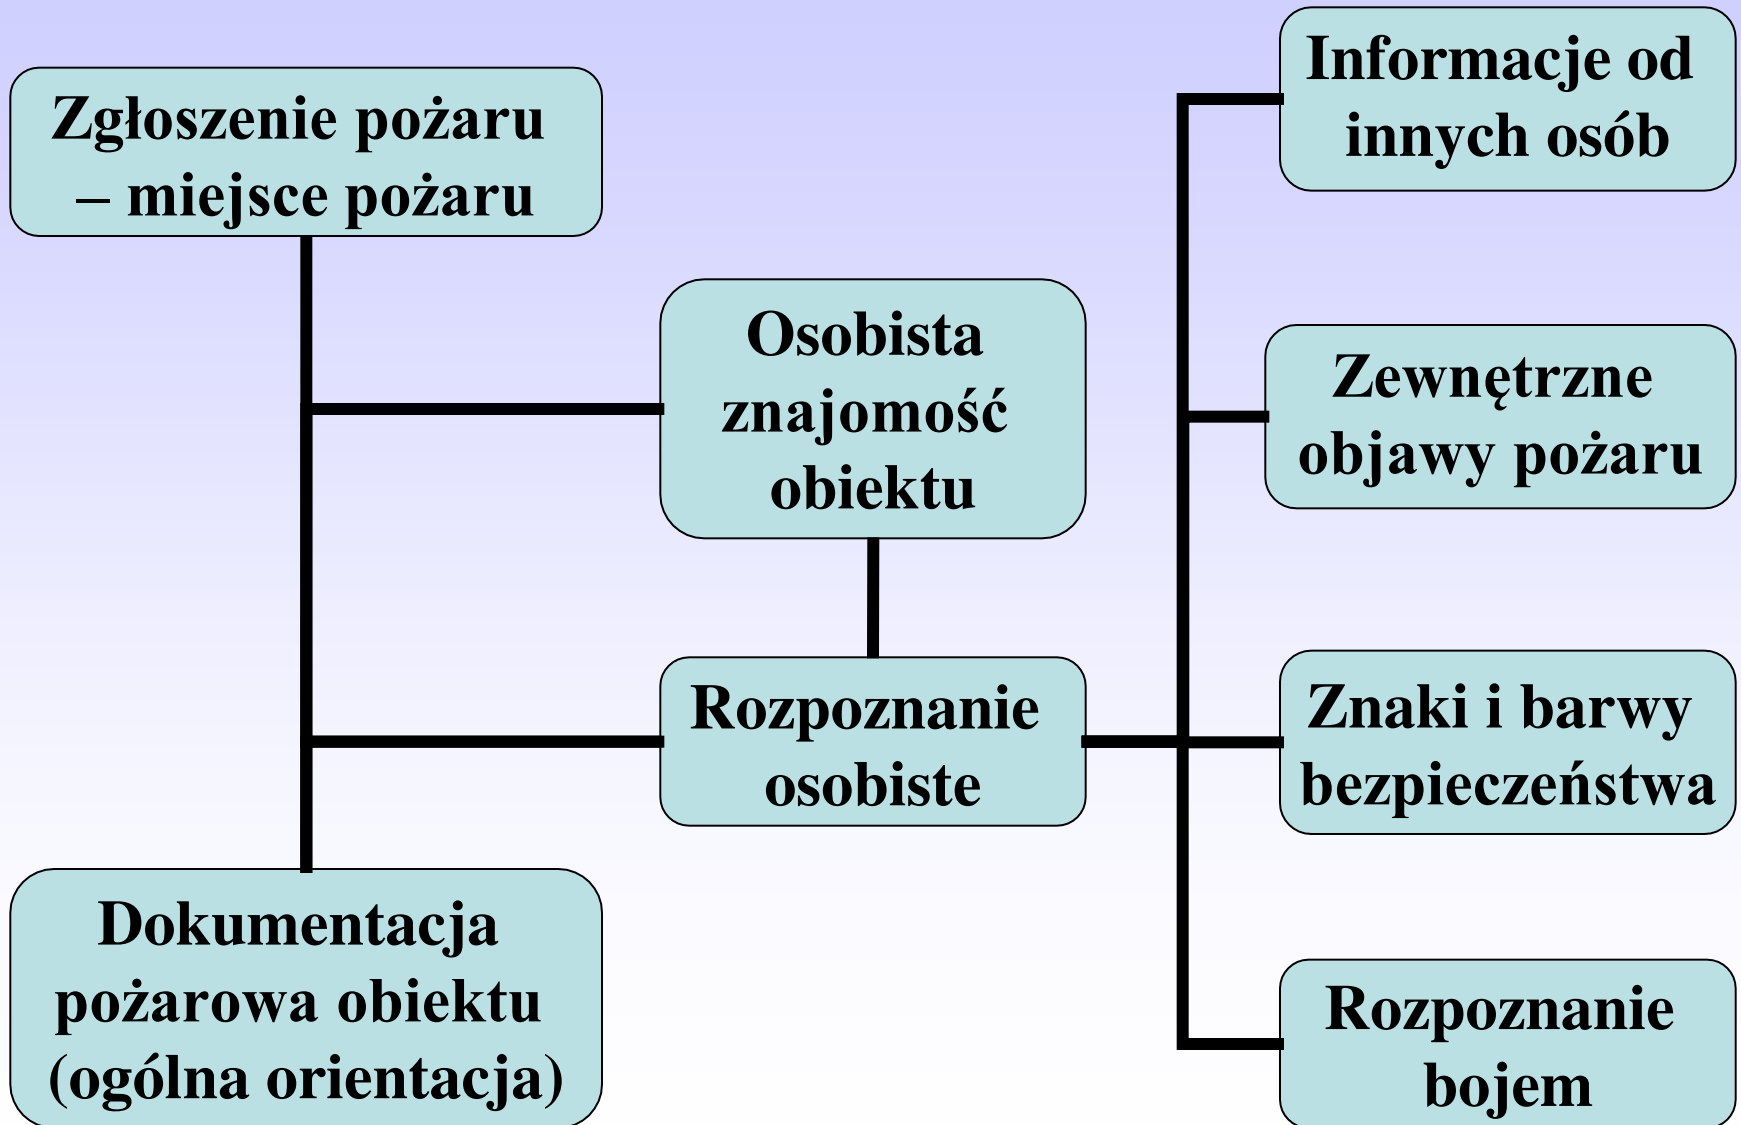 Zgłoszenie pożaru
– miejsce pożaru
Osobista
znajomość
obiektu
Rozpoznanie
osobiste
Dokumentacja
pożarowa obiektu
(ogólna orientacja)
Informacje od
innych osób
Zewnętrzne
objawy pożaru
Znaki i barwy
bezpieczeństwa
Rozpoznanie
bojem